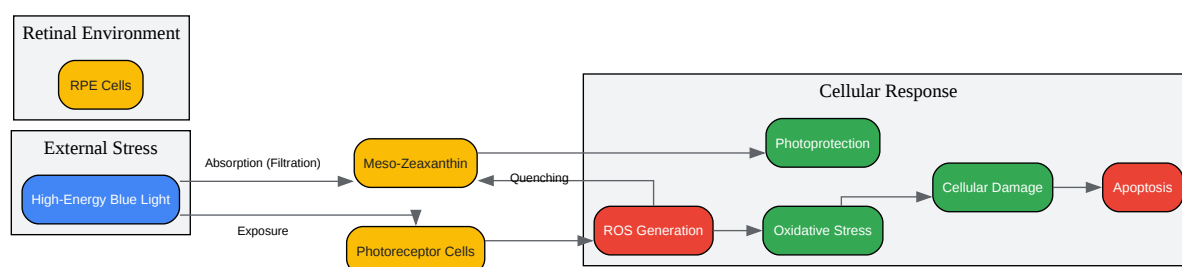 Retinal Environment
RPE Cells
External Stress
High-Energy Blue Light
Absorption (Filtration)
Exposure
Meso-Zeaxanthin
Photoreceptor Cells
Quenching
Cellular Response
Photoprotection
ROS Generation
Oxidative Stress
Cellular Damage
Apoptosis